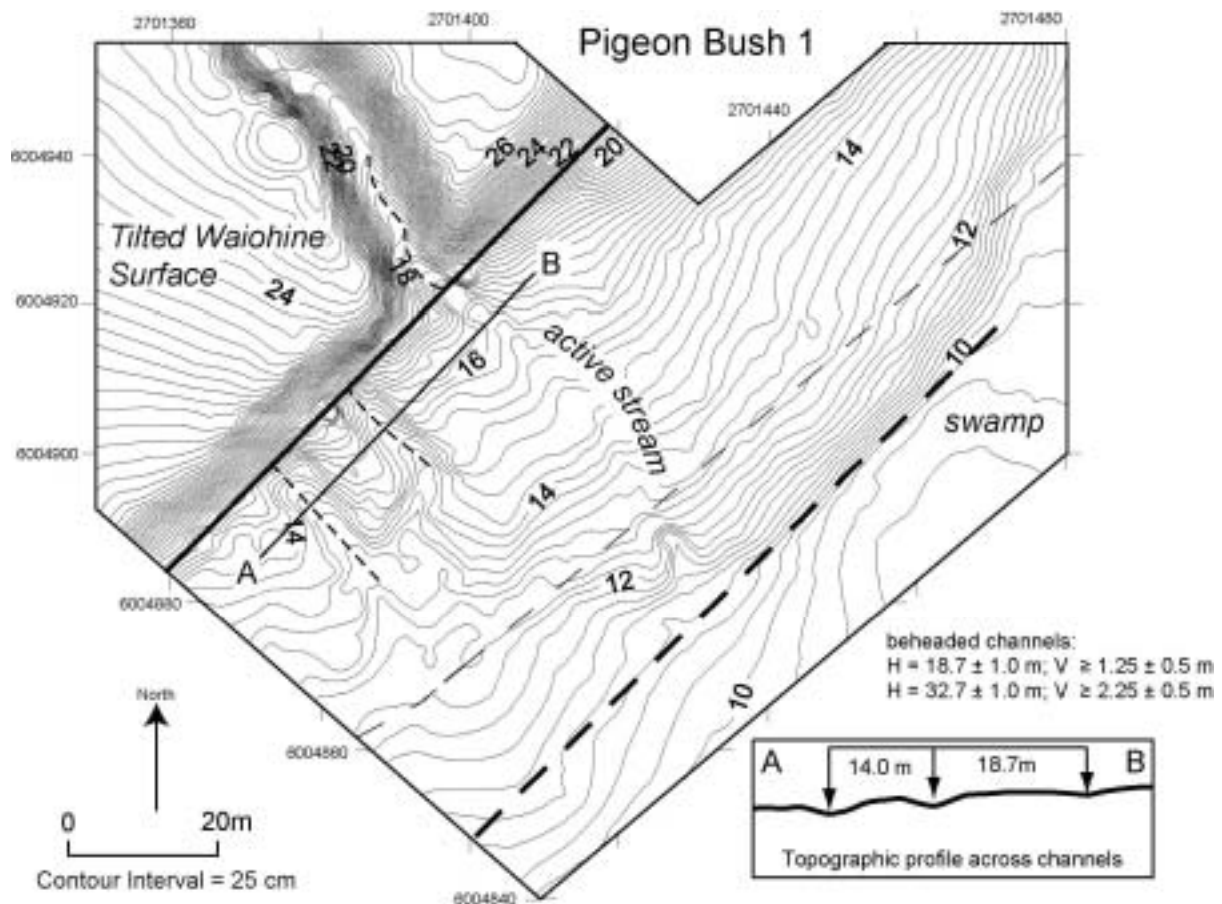 2701360
2701400
2701480
Pigeon Bush 1
2701440
6004940
26
24
22
20
14
12
Tilted Waiohine
Surface
18
B
24
6004920
16
active stream
10
swamp
6004900
14
14
A
12
6004880
10
beheaded channels:
H = 18.7 ± 1.0 m; V ≥ 1.25 ± 0.5 m
H = 32.7 ± 1.0 m; V ≥ 2.25 ± 0.5 m
North
6004860
A
14.0 m
18.7m
B
0
20m
Topographic profile across channels
Contour Interval = 25 cm
6004840